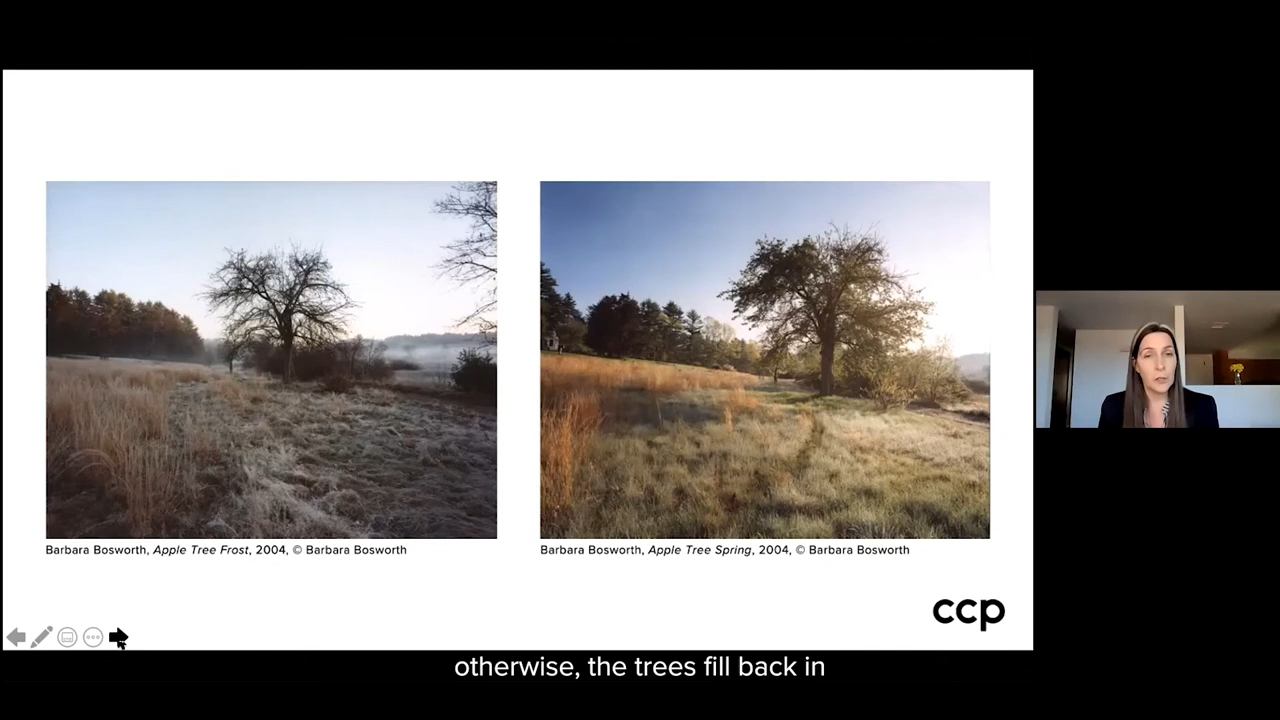 Barbara Bosworth, Apple Tree Frost, 2004, © Barbara Bosworth
Barbara Bosworth, Apple Tree Spring, 2004, © Barbara Bosworth
ccp
otherwise, the trees fill back in